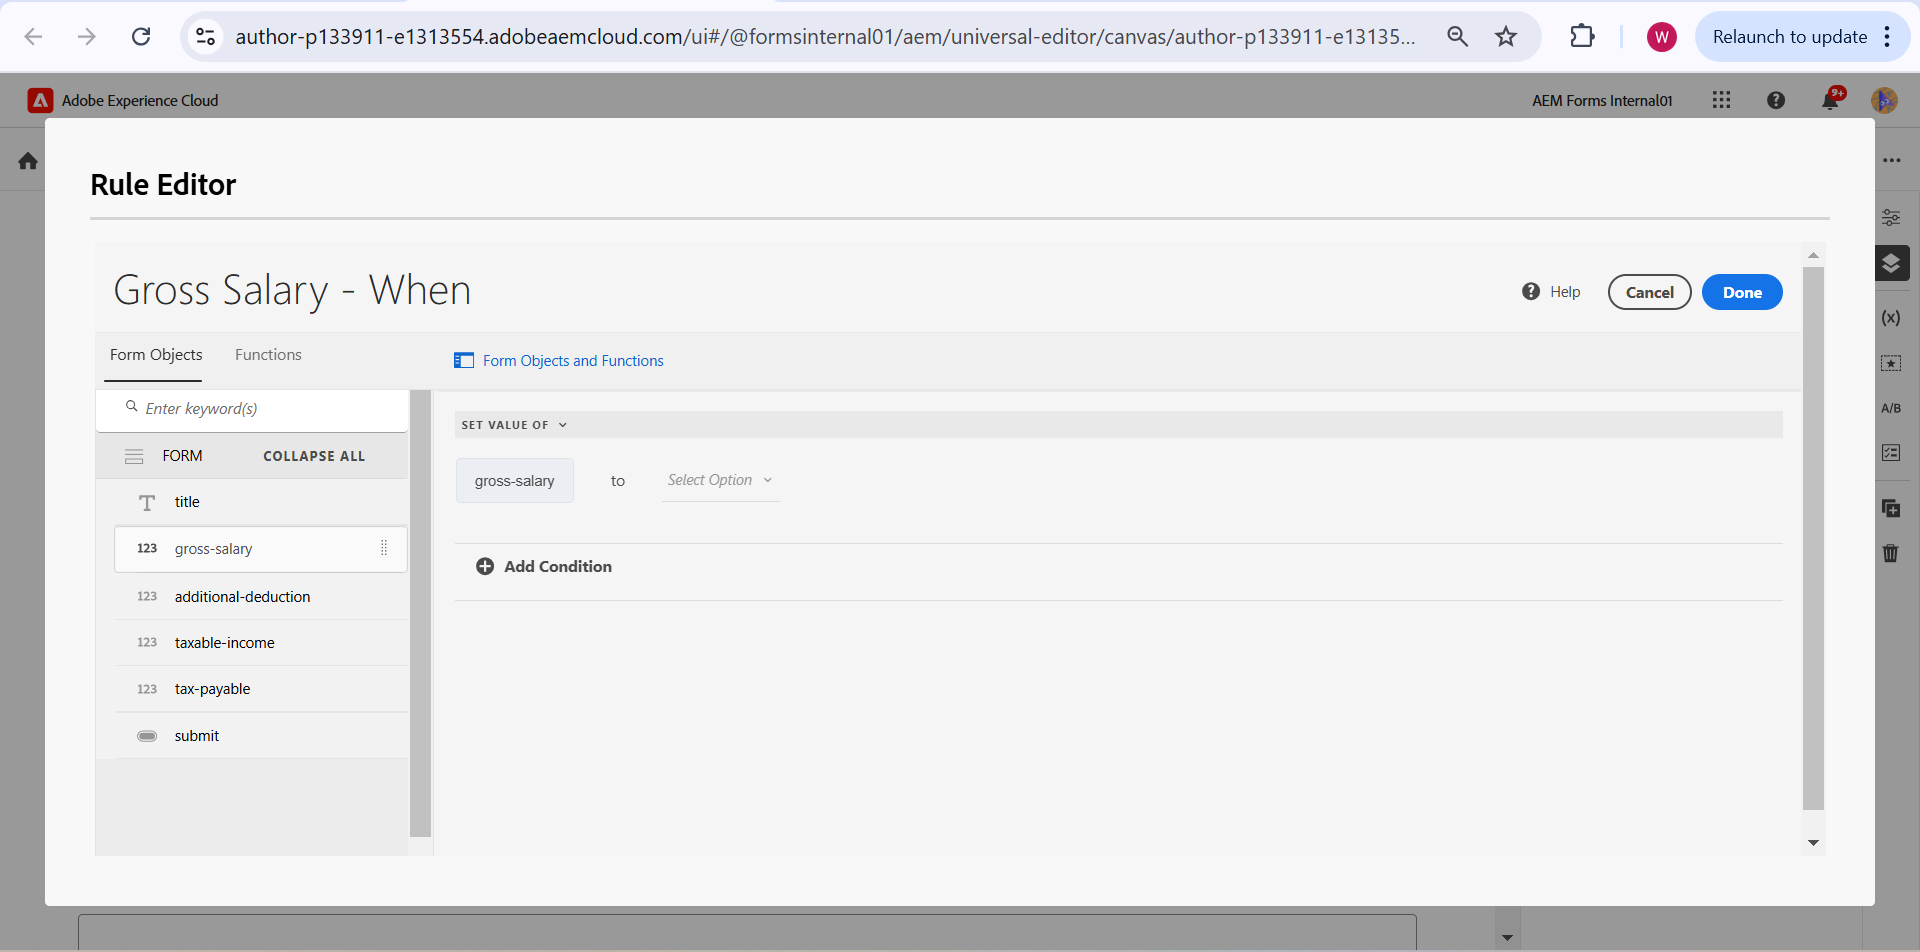 author-p133911-e1313554.adobeaemcloud.com/ui#/@formsinternal01/aem/universal-editor/canvas/author-p133911-e13135...
W
Relaunch to update
Adobe Experience Cloud
AEM Forms Internal01
9+
Rule Editor
Gross Salary - When
Help
Cancel
Done
Form Objects
Functions
Form Objects and Functions
Enter keyword(s)
SET VALUE OF
FORM
COLLAPSE ALL
gross-salary
to
Select Option
T title
123 gross-salary
Add Condition
123 additional-deduction
123 taxable-income
123 tax-payable
submit
(x)
A/B